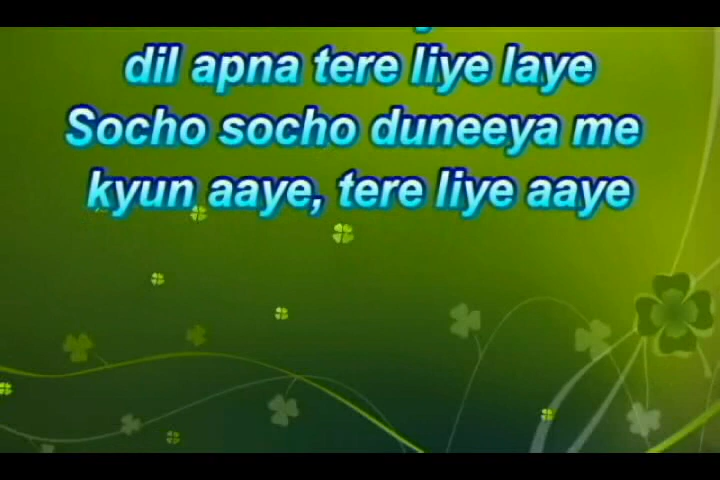 dil apna tere liye laye
Socho socho duneeya me
kyun aaye, tere liye aaye